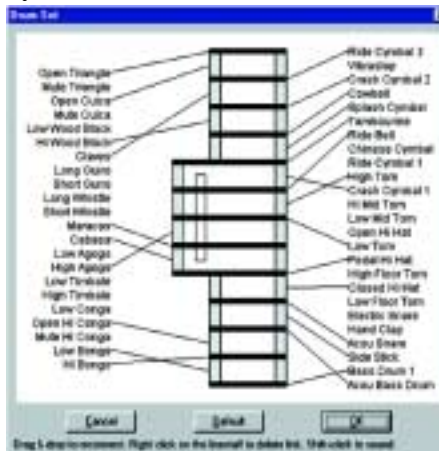 Drum Set
Open Triangle
Mute Triangle
Open Cuica
Mute Cuica
Low Wood Block
Hi Wood Block
Claves
Long Guiro
Short Guiro
Long Whistle
Short Whistle
Maracas
Cabasa
Low Agogo
High Agogo
Low Timbale
High Timbale
Low Conga
Open Hi Conga
Mute Hi Conga
Low Bongo
Hi Bongo
Ride Cymbal 2
Vibraslap
Crash Cymbal 2
Cowbell
Splash Cymbal
Tambourine
Ride Bell
Chinese Cymbal
Ride Cymbal 1
High Tom
Crash Cymbal 1
Hi Mid Tom
Low Mid Tom
Open Hi Hat
Low Tom
Pedal Hi Hat
High Floor Tom
Closed Hi Hat
Low Floor Tom
Electric Snare
Hand Clap
Acou Snare
Side Stick
Bass Drum 1
Acou Bass Drum
Cancel
Default
OK
Drag & drop to reconnect. Right click on the line/staff to delete link. Shift-click to sound